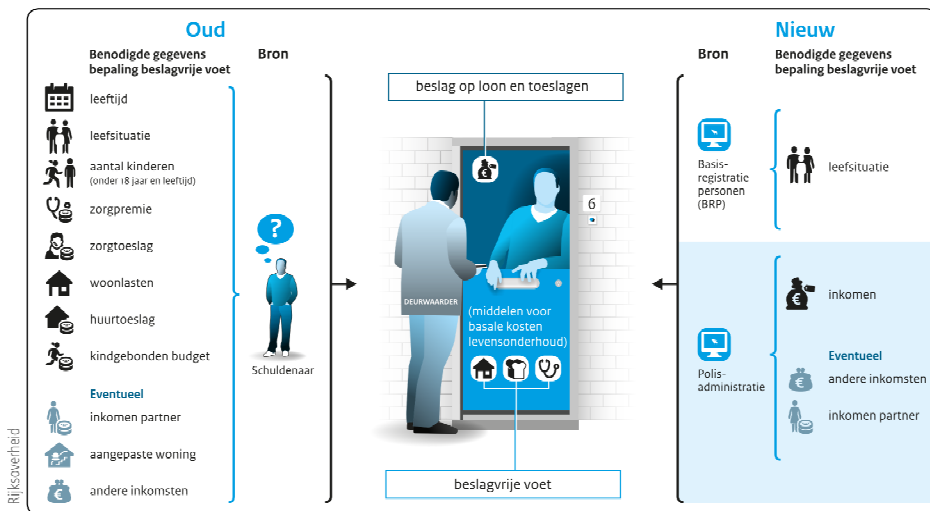 Oud
Benodigde gegevens
bepaling beslagvrije voet
Bron
leeftijd
leefsituatie
aantal kinderen
(onder 18 jaar en leeftijd)
zorgpremie
zorgtoeslag
woonlasten
huurtoeslag
kindgebonden budget
Eventueel
inkomen partner
aangepaste woning
andere inkomsten
?
Schuldenaar
beslag op loon en toeslagen
€
6
DEURWAARDER
(middelen voor
basale kosten
levensonderhoud)
beslagvrije voet
Nieuw
Bron
Benodigde gegevens
bepaling beslagvrije voet
Basis-
registratie
personen
(BRP)
leefsituatie
Polis-
administratie
€
inkomen
Eventueel
€
andere inkomsten
inkomen partner
€
Rijksoverheid